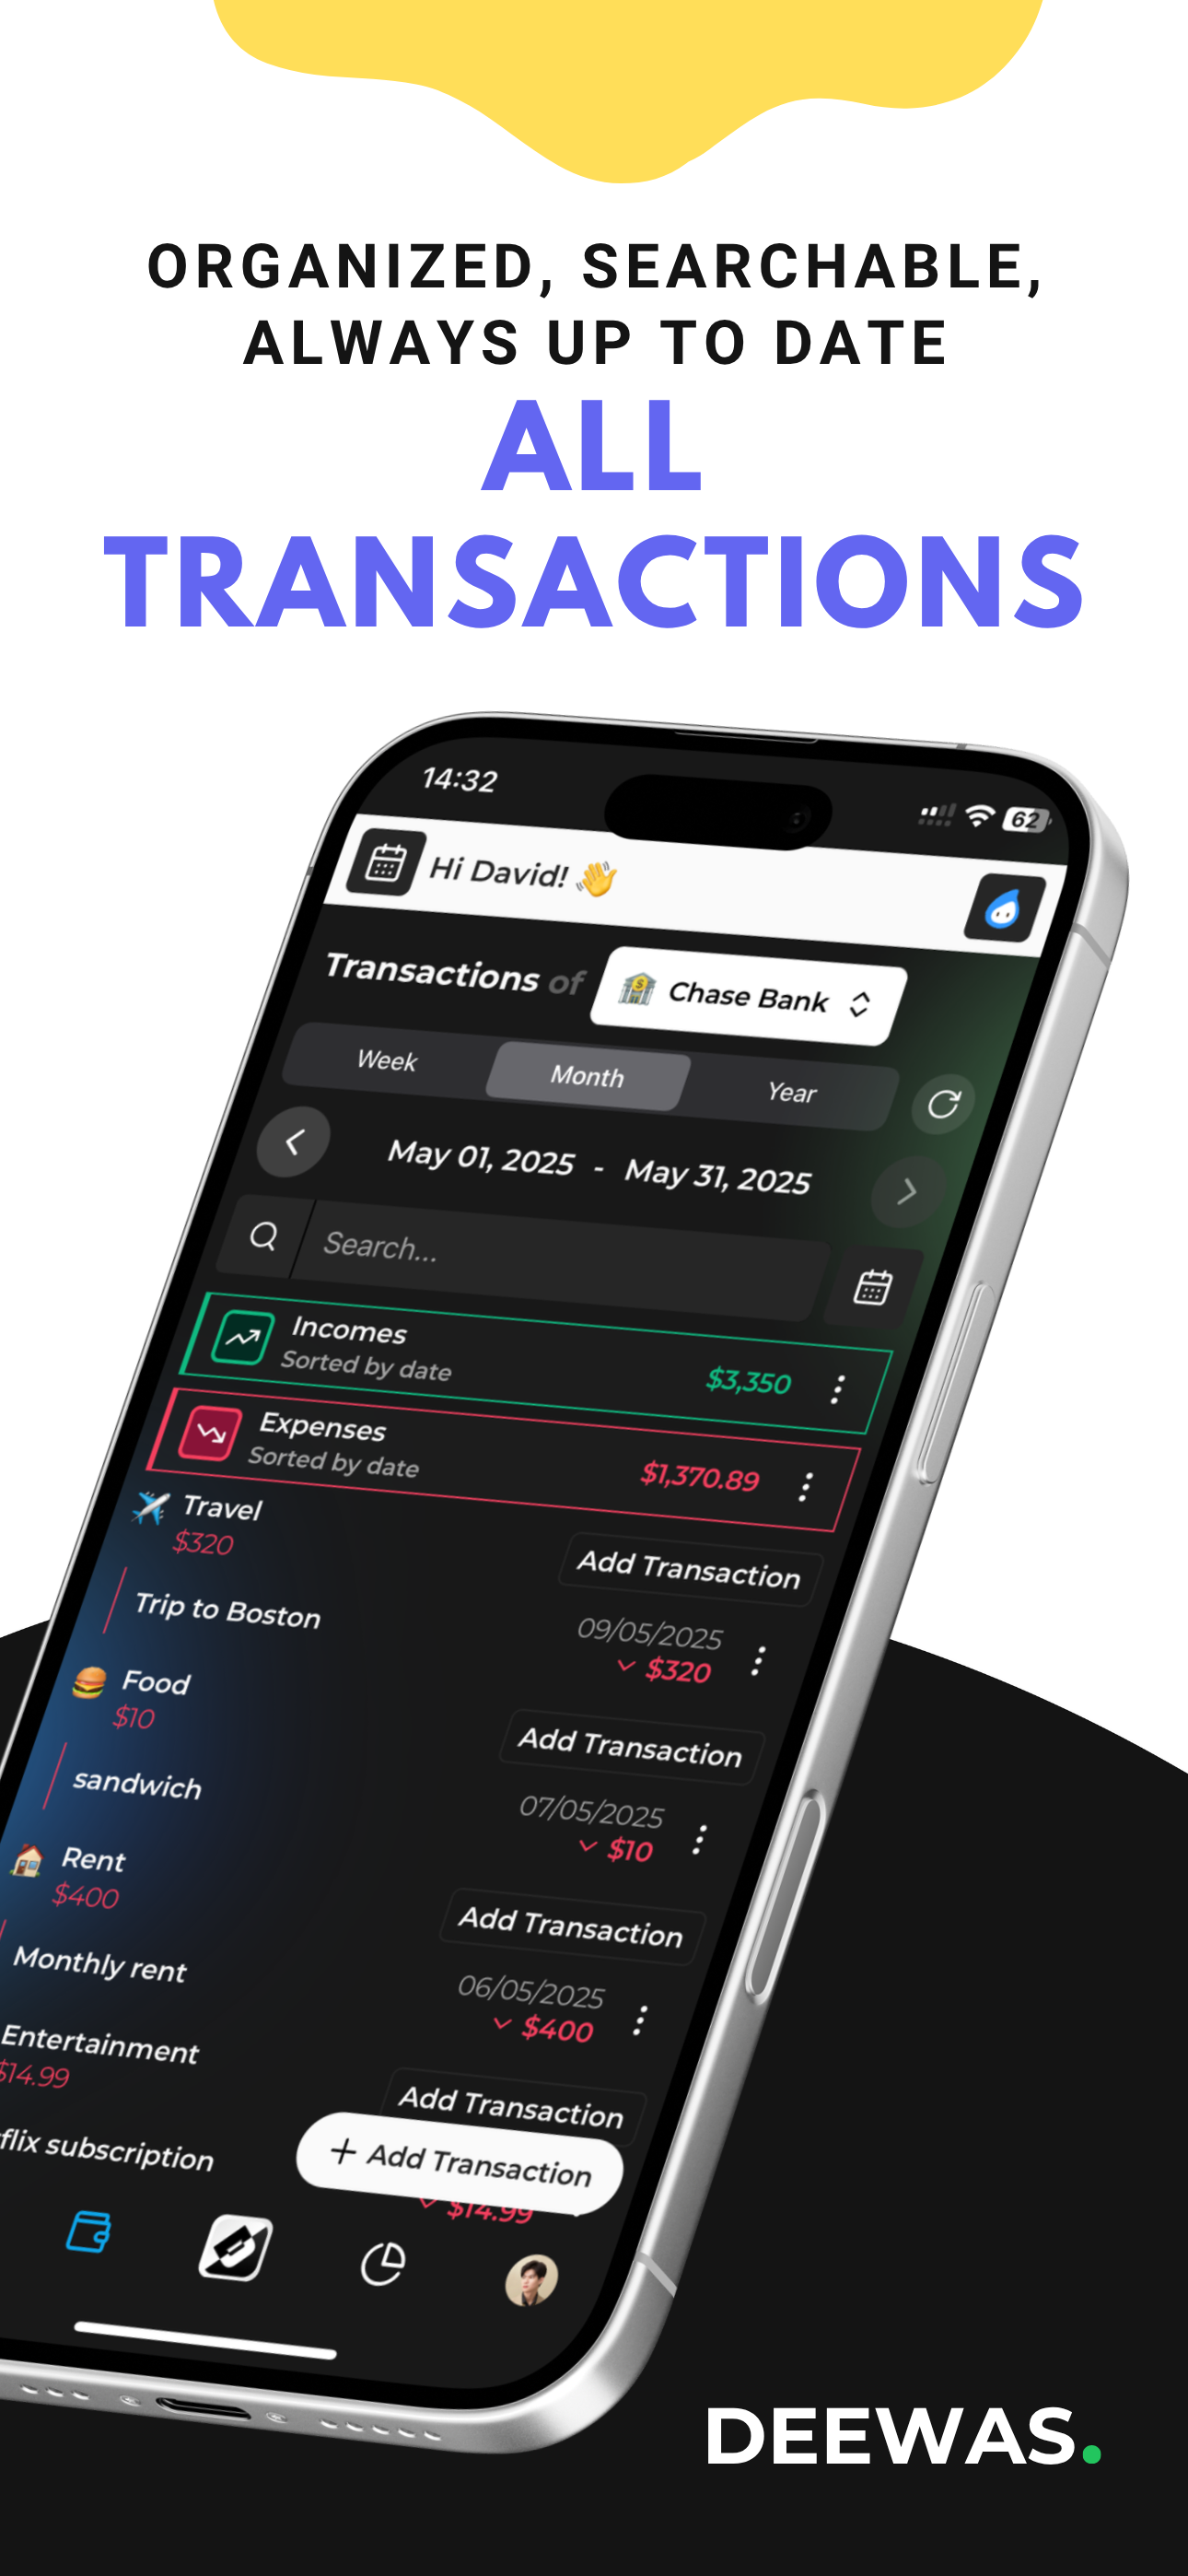 ORGANIZED, SEARCHABLE,
ALWAYS UP TO DATE
ALL
TRANSACTIONS
14:32
62
Hi David! 👋
Transactions of Chase Bank
Week Month Year
May 01, 2025 - May 31, 2025
Search...
Incomes
Sorted by date
$3,350
Expenses
Sorted by date
$1,370.89
Travel
$320
Add Transaction
Trip to Boston
09/05/2025
$320
Food
$10
Add Transaction
sandwich
07/05/2025
$10
Rent
$400
Add Transaction
Monthly rent
06/05/2025
$400
Entertainment
$14.99
Add Transaction
flix subscription
+ Add Transaction
$14.99
DEEWAS.